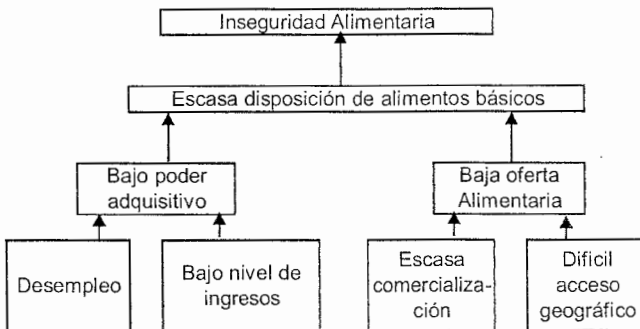 Inseguridad Alimentaria
Escasa disposición de alimentos básicos
Bajo poder
adquisitivo
Baja oferta
Alimentaria
Desempleo
Bajo nivel de
ingresos
Escasa
comercializa-
ción
Dificil
acceso
geográfico